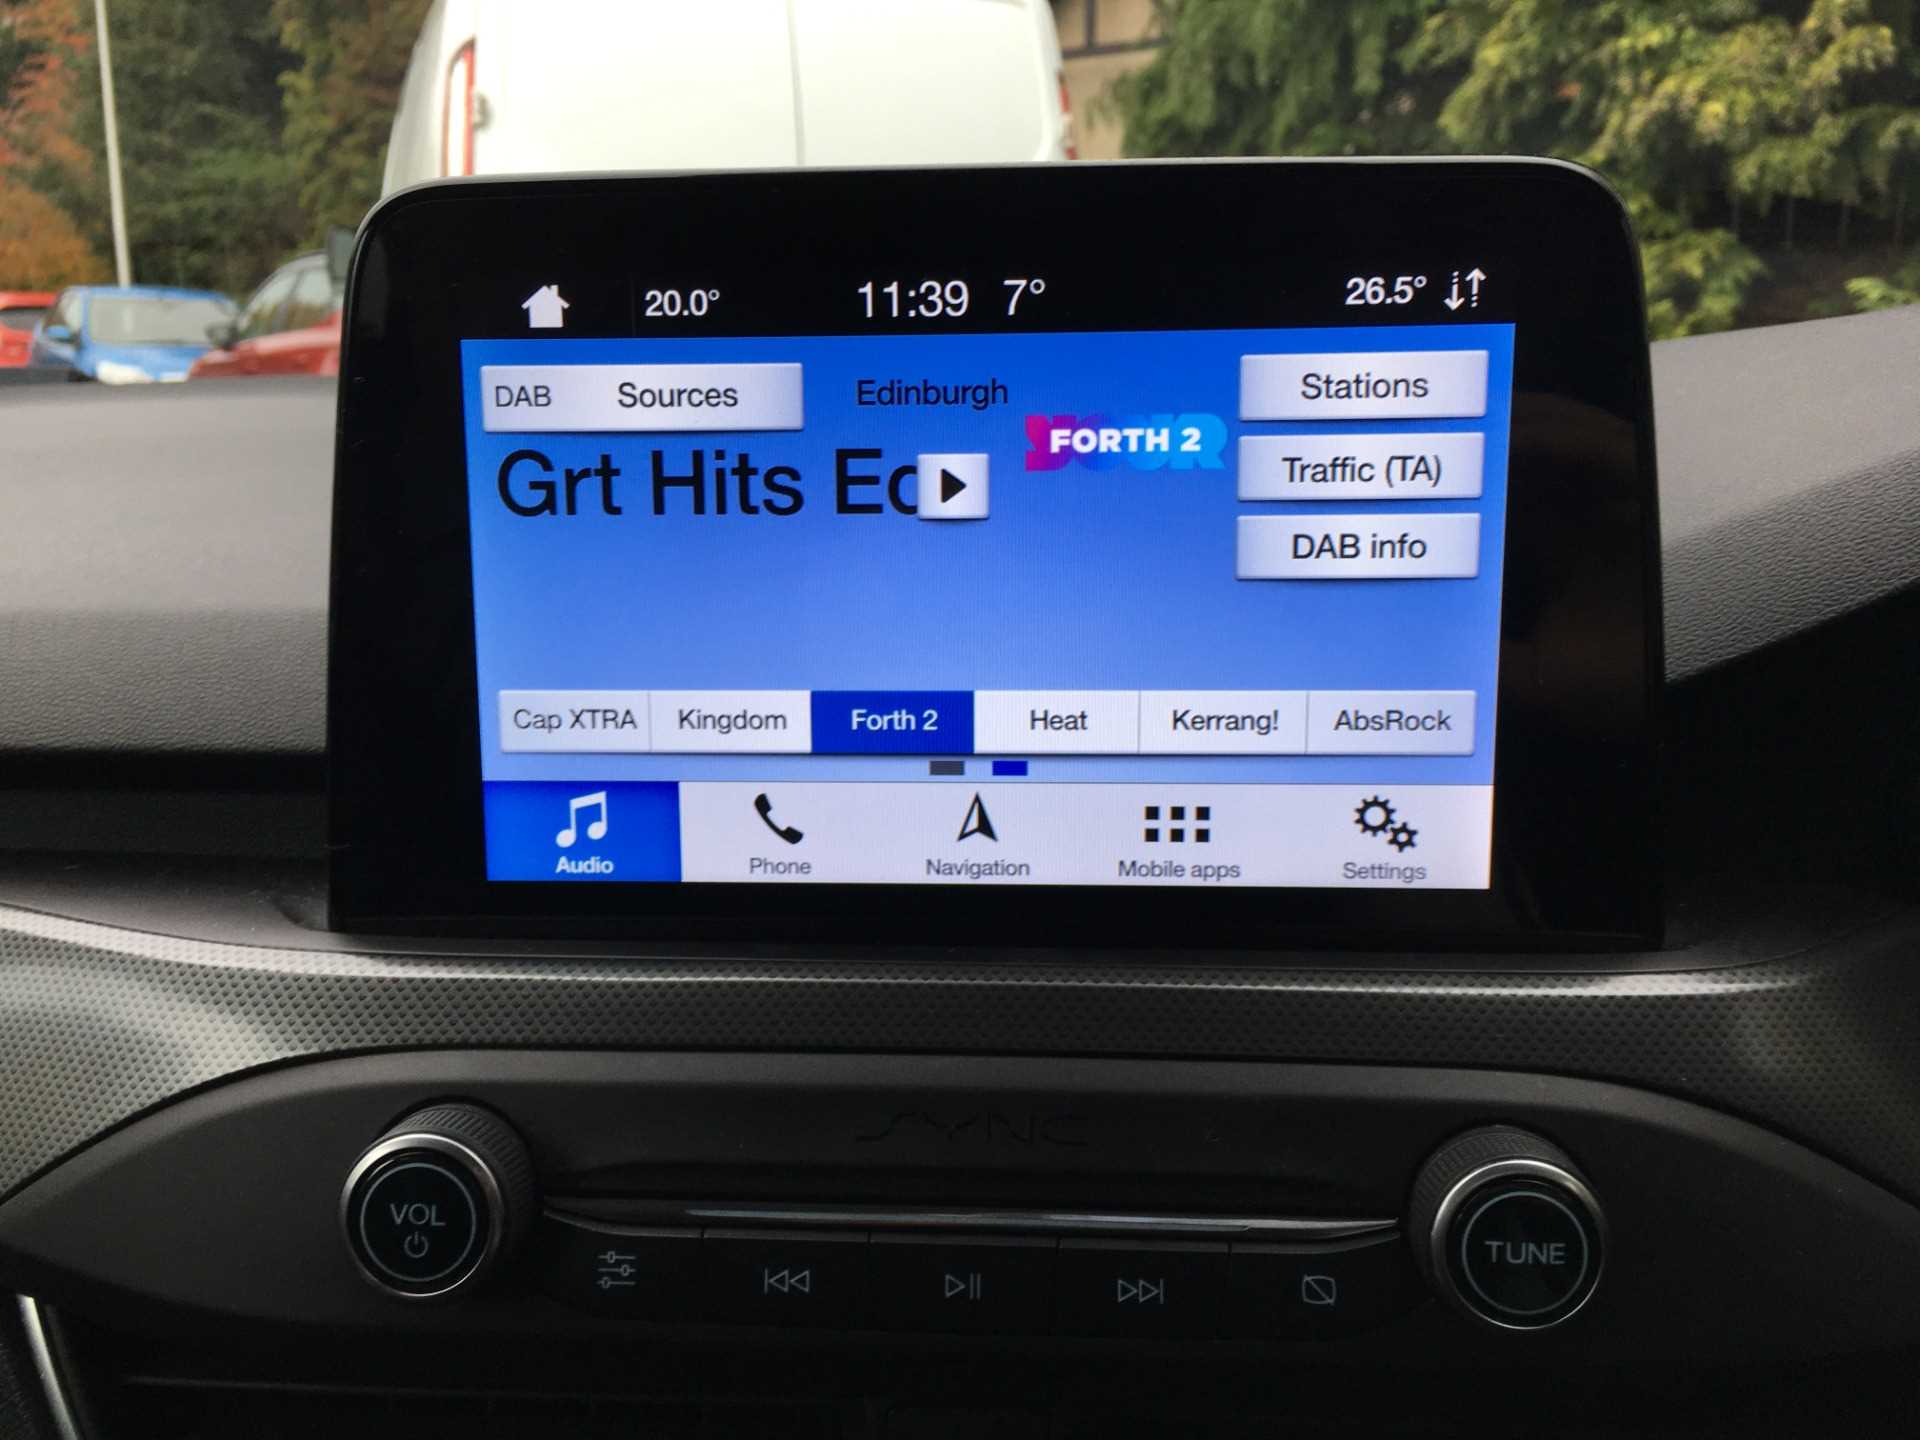 20.0° 11:39 7° 26.5°
DAB Sources Edinburgh Stations
FORTH 2
Grt Hits Ed
Traffic (TA)
DAB info
Cap XTRA Kingdom Forth 2 Heat Kerrang! AbsRock
Audio Phone Navigation Mobile apps Settings
SYNC
VOL
TUNE